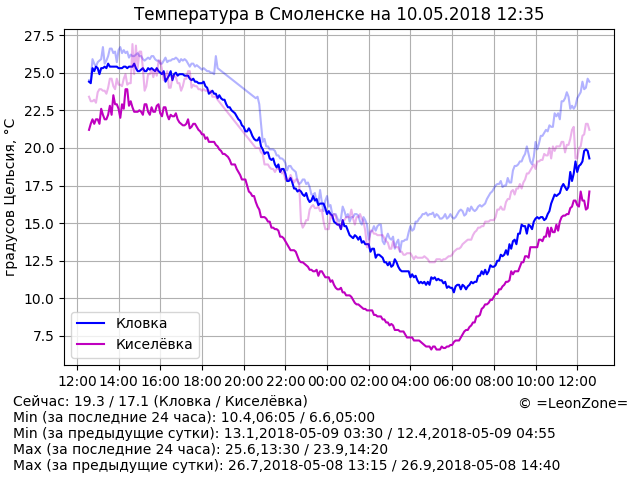 Температура в Смоленске на 10.05.2018 12:35
градусов Цельсия, °C
27.5
25.0
22.5
20.0
17.5
15.0
12.5
10.0
7.5
Кловка
Киселёвка
12:00 14:00 16:00 18:00 20:00 22:00 00:00 02:00 04:00 06:00 08:00 10:00 12:00
Сейчас: 19.3 / 17.1 (Кловка / Киселёвка)
© =LeonZone=
Min (за последние 24 часа): 10.4,06:05 / 6.6,05:00
Min (за предыдущие сутки): 13.1,2018-05-09 03:30 / 12.4,2018-05-09 04:55
Max (за последние 24 часа): 25.6,13:30 / 23.9,14:20
Max (за предыдущие сутки): 26.7,2018-05-08 13:15 / 26.9,2018-05-08 14:40